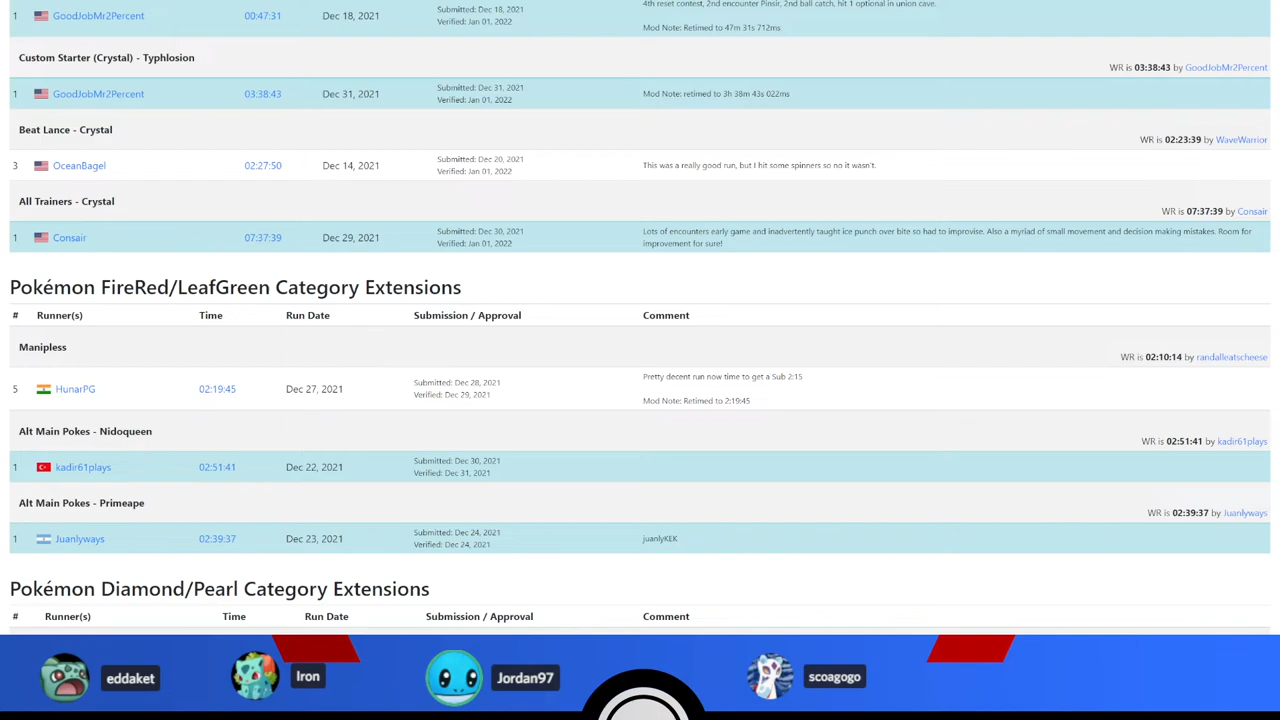 4th reset contest, 2nd encounter Pinsir, 2nd ball catch, hit 1 optional in union cave.
1 GoodJobMr2Percent 00:47:31 Dec 18, 2021 Submitted: Dec 18, 2021
Verified: Jan 01, 2022
Mod Note: Retimed to 47m 31s 712ms
Custom Starter (Crystal) - Typhlosion
WR is 03:38:43 by GoodJobMr2Percent
1 GoodJobMr2Percent 03:38:43 Dec 31, 2021 Submitted: Dec 31, 2021
Verified: Jan 01, 2022
Mod Note: retimed to 3h 38m 43s 022ms
Beat Lance - Crystal
WR is 02:23:39 by WaveWarrior
3 OceanBagel 02:27:50 Dec 14, 2021 Submitted: Dec 20, 2021
Verified: Jan 01, 2022
This was a really good run, but I hit some spinners so no it wasn't.
All Trainers - Crystal
WR is 07:37:39 by Consair
1 Consair 07:37:39 Dec 29, 2021 Submitted: Dec 30, 2021
Verified: Jan 01, 2022
Lots of encounters early game and inadvertently taught ice punch over bite so had to improvise. Also a myriad of small movement and decision making mistakes. Room for
improvement for sure!
Pokémon FireRed/LeafGreen Category Extensions
# Runner(s) Time Run Date Submission / Approval Comment
Manipless
WR is 02:10:14 by randalleatscheese
5 HunarPG 02:19:45 Dec 27, 2021 Submitted: Dec 28, 2021
Verified: Dec 29, 2021
Pretty decent run now time to get a Sub 2:15
Mod Note: Retimed to 2:19:45
Alt Main Pokes - Nidoqueen
WR is 02:51:41 by kadir61plays
1 kadir61plays 02:51:41 Dec 22, 2021 Submitted: Dec 30, 2021
Verified: Dec 31, 2021
Alt Main Pokes - Primeape
WR is 02:39:37 by Juanlyways
1 Juanlyways 02:39:37 Dec 23, 2021 Submitted: Dec 24, 2021
Verified: Dec 24, 2021
juanlyKEK
Pokémon Diamond/Pearl Category Extensions
# Runner(s) Time Run Date Submission / Approval Comment
eddaket Iron Jordan97 scoagogo